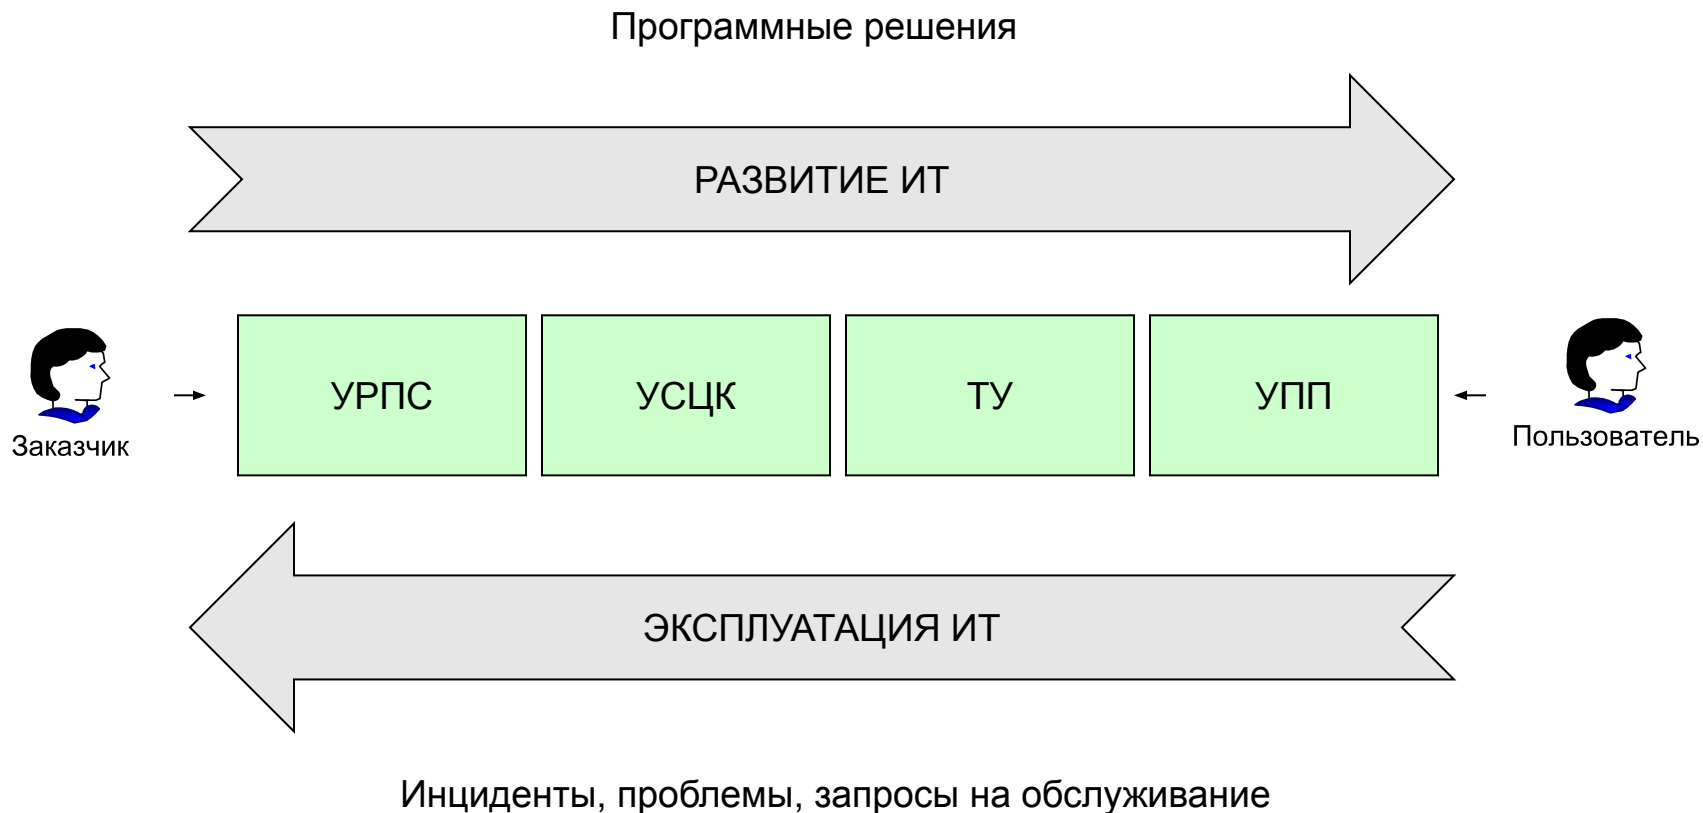 Программные решения
РАЗВИТИЕ ИТ
УРПС
УСЦК
ТУ
УПП
Заказчик
Пользователь
ЭКСПЛУАТАЦИЯ ИТ
Инциденты, проблемы, запросы на обслуживание